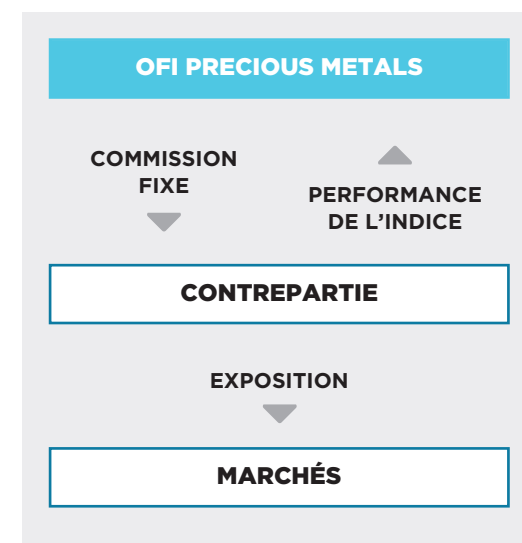 OFI PRECIOUS METALS
COMMISSION
FIXE
PERFORMANCE
DE L’INDICE
CONTREPARTIE
EXPOSITION
MARCHÉS